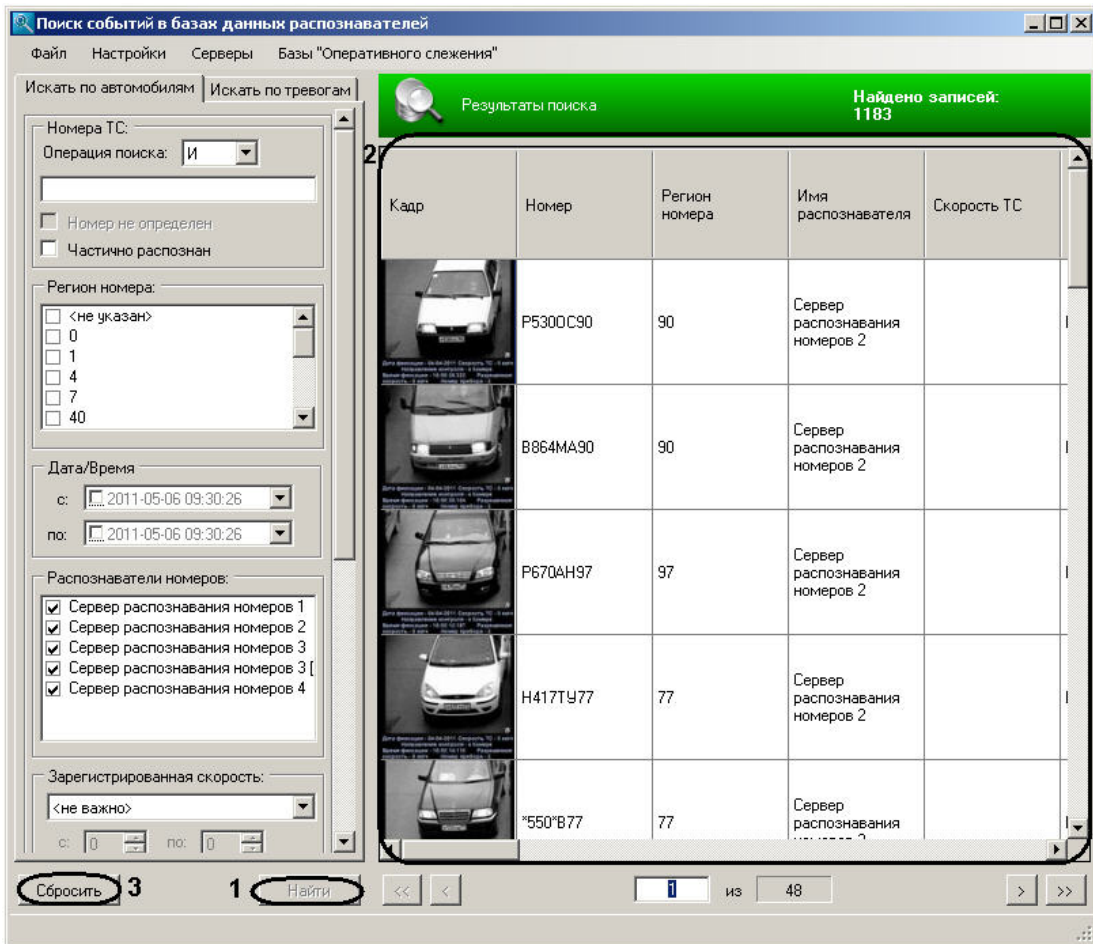 Поиск событий в базах данных распознавателей
Файл Настройки Серверы Базы "Оперативного слежения"
Искать по автомобилям Искать по тревогам
Номера ТС:
Операция поиска: И
Номер не определен
Частично распознан
Регион номера:
<не указан>
0
1
4
7
40
Дата/Время
с: 2011-05-06 09:30:26
по: 2011-05-06 09:30:26
Распознаватели номеров:
Сервер распознавания номеров 1
Сервер распознавания номеров 2
Сервер распознавания номеров 3
Сервер распознавания номеров 3 [
Сервер распознавания номеров 4
Зарегистрированная скорость:
<не важно>
с: 0 по: 0
Сбросить 3 1 Найти
Результаты поиска
Найдено записей:
1183
2
Кадр Номер Регион номера Имя распознавателя Скорость ТС
P530OC90 90 Сервер распознавания номеров 2
B864MA90 90 Сервер распознавания номеров 2
P670AH97 97 Сервер распознавания номеров 2
H417TУ77 77 Сервер распознавания номеров 2
*550*B77 77 Сервер распознавания
<< < 1 из 48 > >>